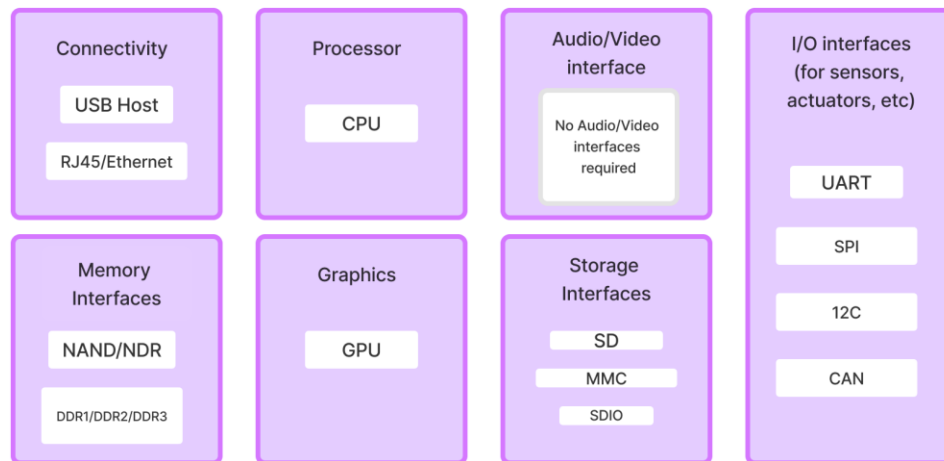 Connectivity
USB Host
RJ45/Ethernet
Processor
CPU
Audio/Video
interface
No Audio/Video
interfaces
required
I/O interfaces
(for sensors,
actuators, etc)
UART
SPI
12C
CAN
Memory
Interfaces
NAND/NDR
DDR1/DDR2/DDR3
Graphics
GPU
Storage
Interfaces
SD
MMC
SDIO